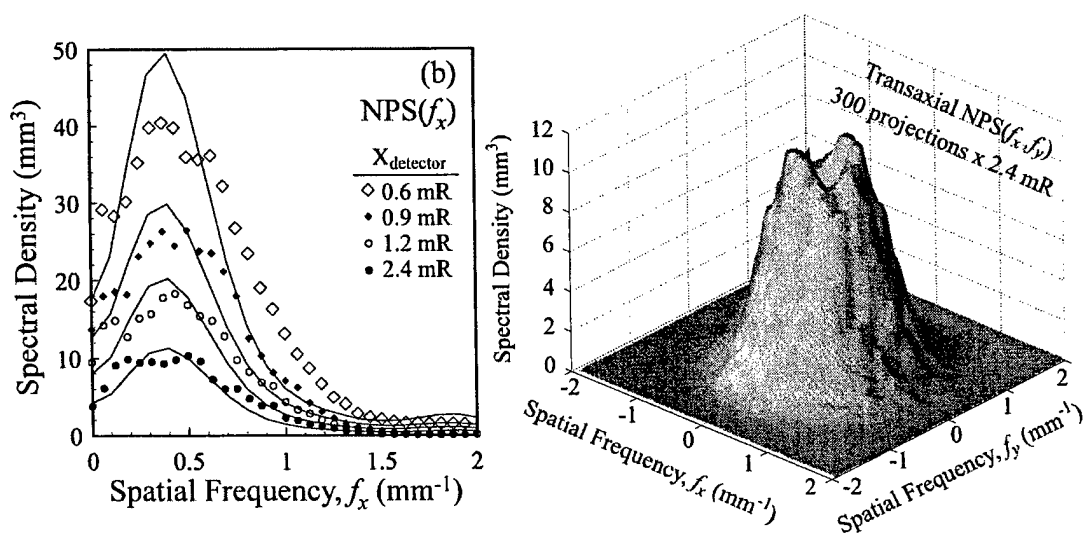 (b)
NPS(fx)
Xdetector
0.6 mR
0.9 mR
1.2 mR
2.4 mR
50
40
30
20
10
0
Spectral Density (mm³)
0
0.5
1
1.5
2
Spatial Frequency, fx (mm⁻¹)
Transaxial NPS(fx,fy)
300 projections x 2.4 mR
12
10
8
6
4
2
0
Spectral Density (mm³)
-2
-1
0
1
2
Spatial Frequency, fx (mm⁻¹)
-2
-1
0
1
2
Spatial Frequency, fy (mm⁻¹)